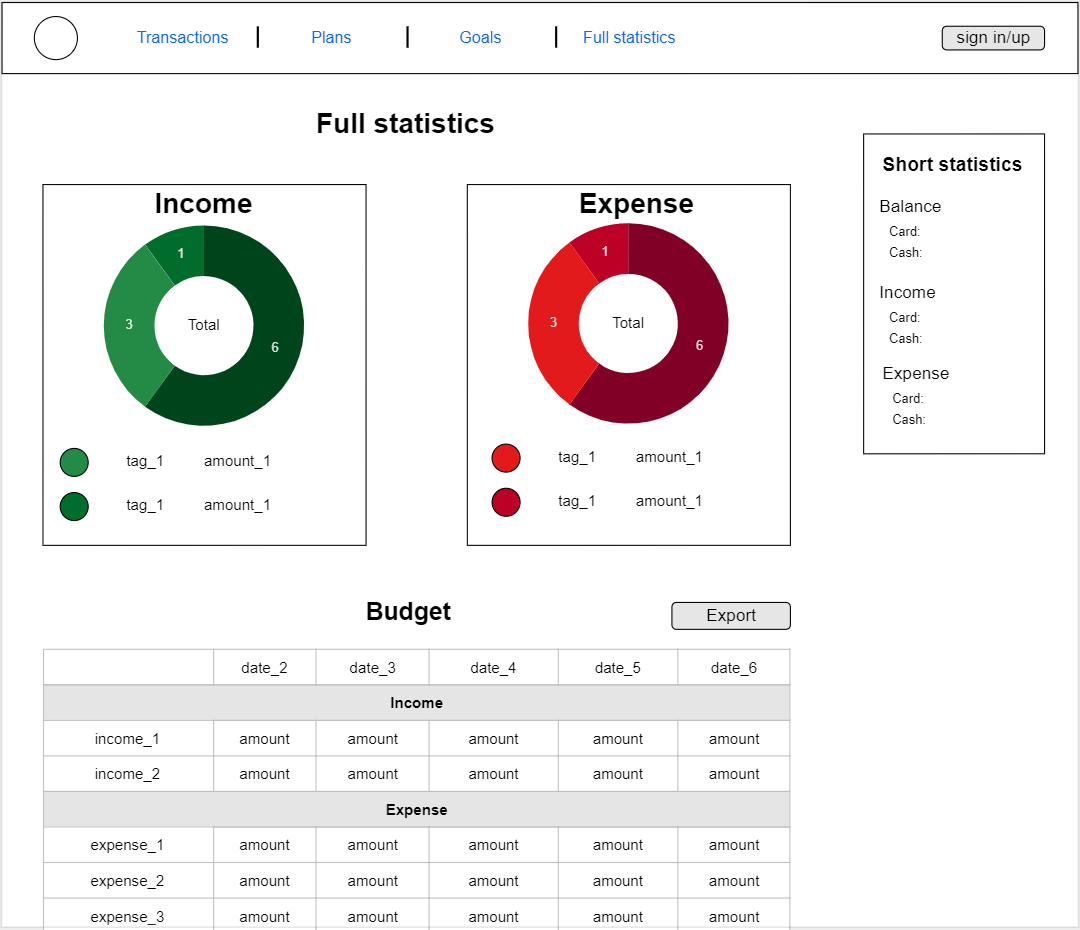 Transactions | Plans | Goals | Full statistics sign in/up
Full statistics
Income
1
3
Total
6
tag_1 amount_1
tag_1 amount_1
Expense
1
3
Total
6
tag_1 amount_1
tag_1 amount_1
Short statistics
Balance
Card:
Cash:
Income
Card:
Cash:
Expense
Card:
Cash:
Budget
Export
date_2 date_3 date_4 date_5 date_6
Income
income_1 amount amount amount amount amount
income_2 amount amount amount amount amount
Expense
expense_1 amount amount amount amount amount
expense_2 amount amount amount amount amount
expense_3 amount amount amount amount amount